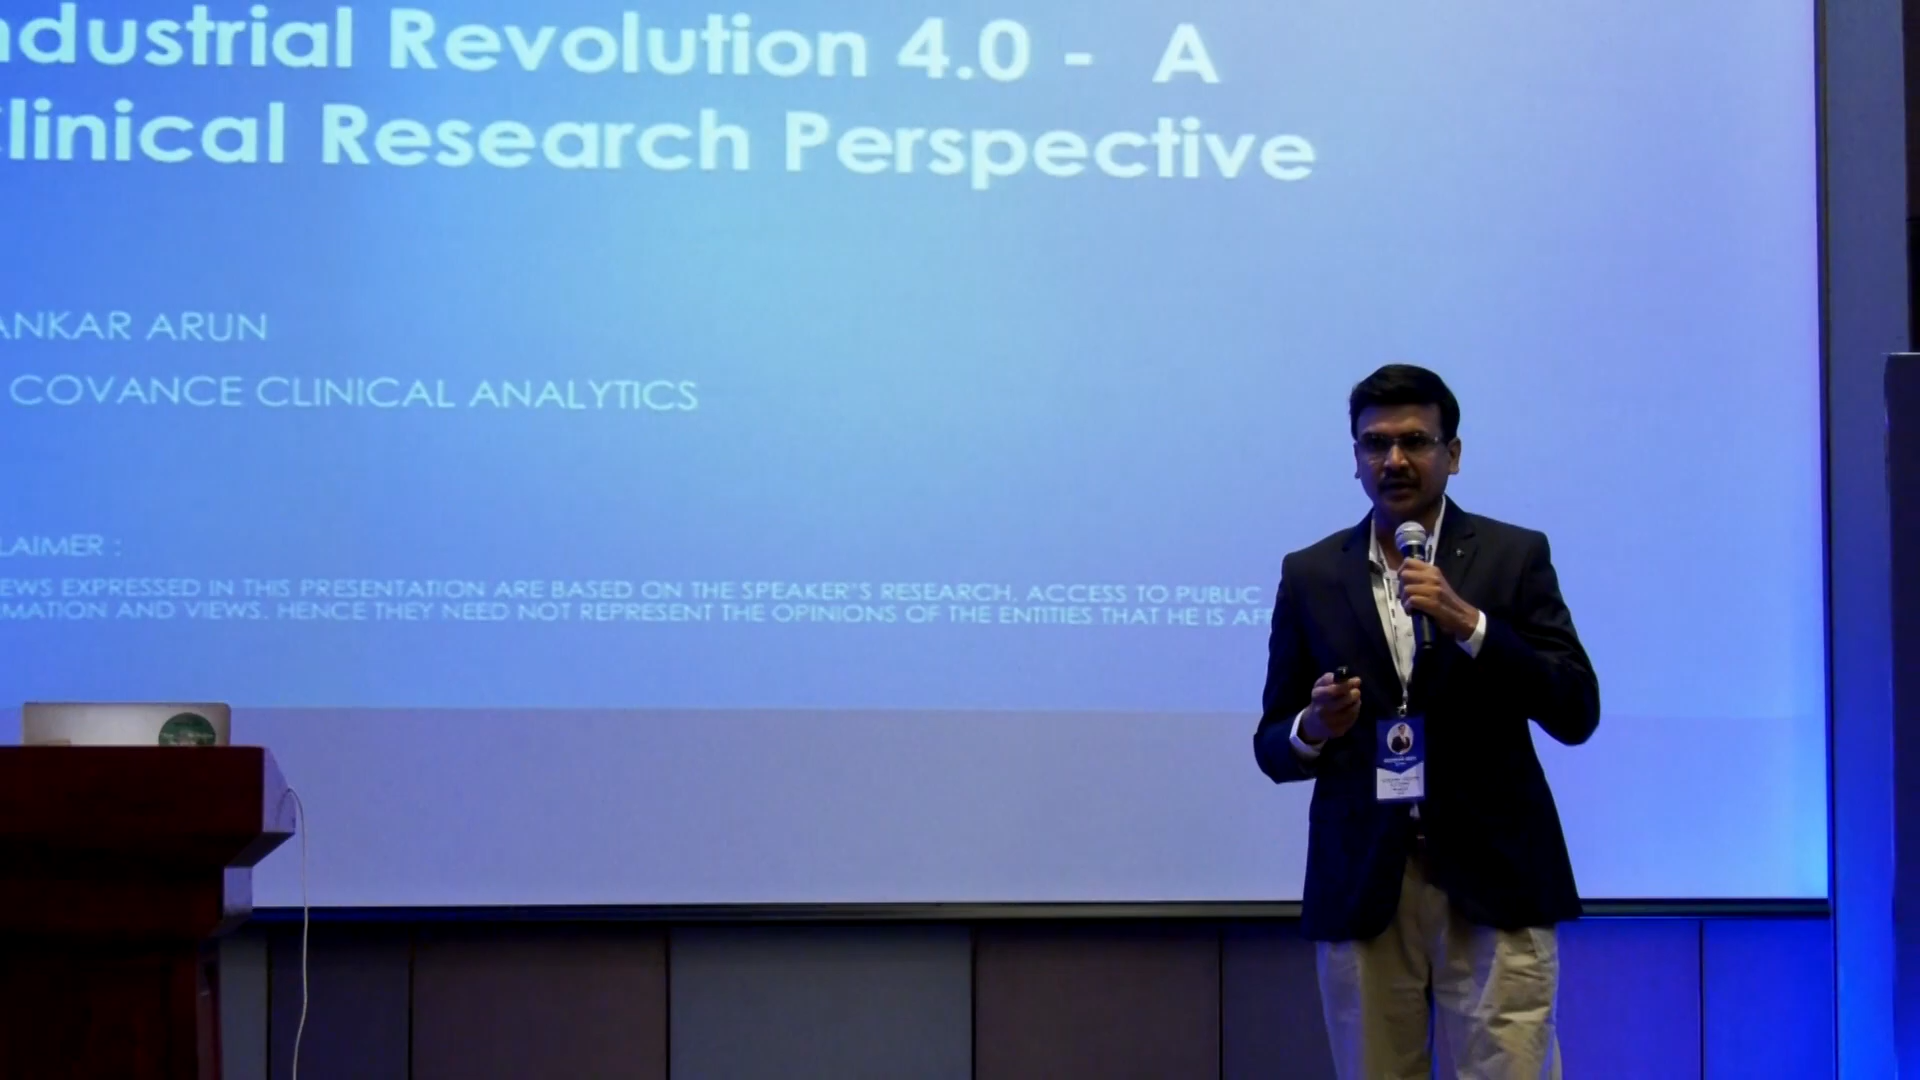 ndustrial Revolution 4.0 - A
linical Research Perspective
ANKAR ARUN
COVANCE CLINICAL ANALYTICS
LAIMER :
EWS EXPRESSED IN THIS PRESENTATION ARE BASED ON THE SPEAKER'S RESEARCH, ACCESS TO PUBLIC
MATION AND VIEWS. HENCE THEY NEED NOT REPRESENT THE OPINIONS OF THE ENTITIES THAT HE IS AF